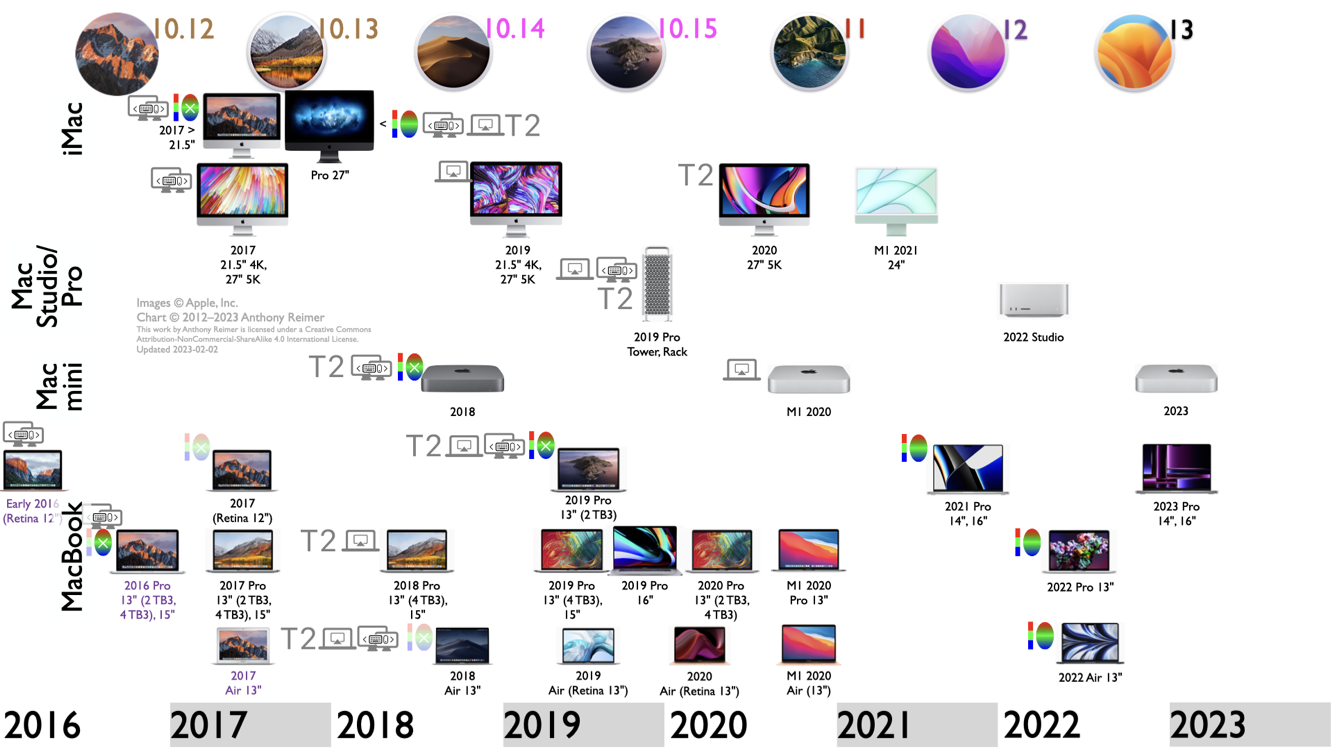 10.12
10.13
10.14
10.15
11
12
13
iMac
2017 >
21.5"
<
T2
Pro 27"
2017
21.5" 4K,
27" 5K
2019
21.5" 4K,
27" 5K
T2
2020
27" 5K
M1 2021
24"
Mac
Studio/
Pro
Images © Apple, Inc.
Chart © 2012–2023 Anthony Reimer
This work by Anthony Reimer is licensed under a Creative Commons
Attribution-NonCommercial-ShareAlike 4.0 International License.
Updated 2023-02-02
T2
2019 Pro
Tower, Rack
2022 Studio
Mac
mini
T2
2018
M1 2020
2023
MacBook
Early 2016
(Retina 12")
2017
(Retina 12")
T2
2019 Pro
13" (2 TB3)
2021 Pro
14", 16"
2023 Pro
14", 16"
2016 Pro
13" (2 TB3,
4 TB3), 15"
2017 Pro
13" (2 TB3,
4 TB3), 15"
T2
2018 Pro
13" (4 TB3),
15"
2019 Pro
13" (4 TB3),
15"
2019 Pro
16"
2020 Pro
13" (2 TB3,
4 TB3)
M1 2020
Pro 13"
2022 Pro 13"
2017
Air 13"
T2
2018
Air 13"
2019
Air (Retina 13")
2020
Air (Retina 13")
M1 2020
Air (13")
2022 Air 13"
2016
2017
2018
2019
2020
2021
2022
2023